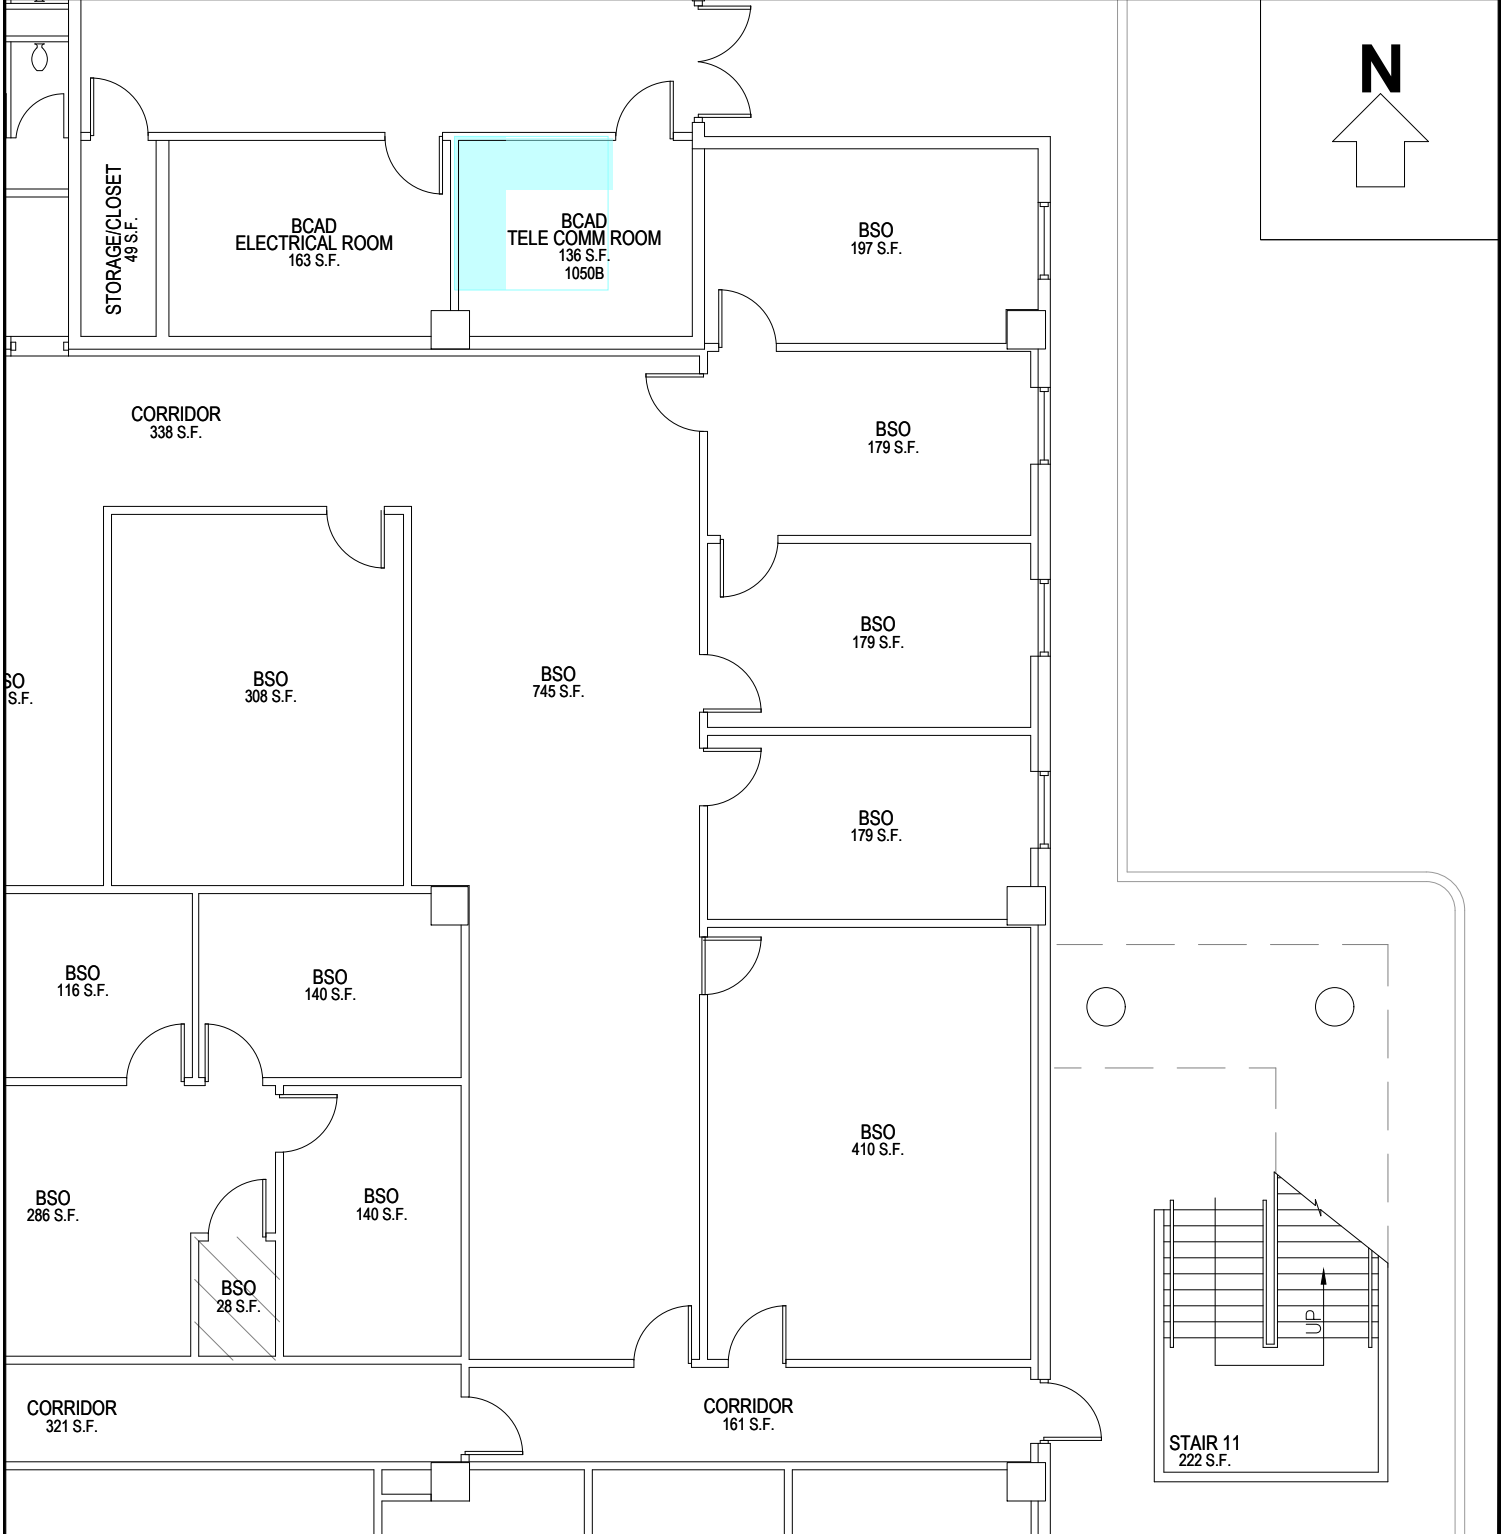 N
STORAGE/CLOSET
49 S.F.
BCAD
ELECTRICAL ROOM
163 S.F.
BCAD
TELE COMM ROOM
136 S.F.
1050B
BSO
197 S.F.
CORRIDOR
338 S.F.
BSO
179 S.F.
BSO
179 S.F.
SO
S.F.
BSO
308 S.F.
BSO
745 S.F.
BSO
179 S.F.
BSO
116 S.F.
BSO
140 S.F.
BSO
410 S.F.
BSO
286 S.F.
BSO
140 S.F.
BSO
28 S.F.
UP
CORRIDOR
321 S.F.
CORRIDOR
161 S.F.
STAIR 11
222 S.F.